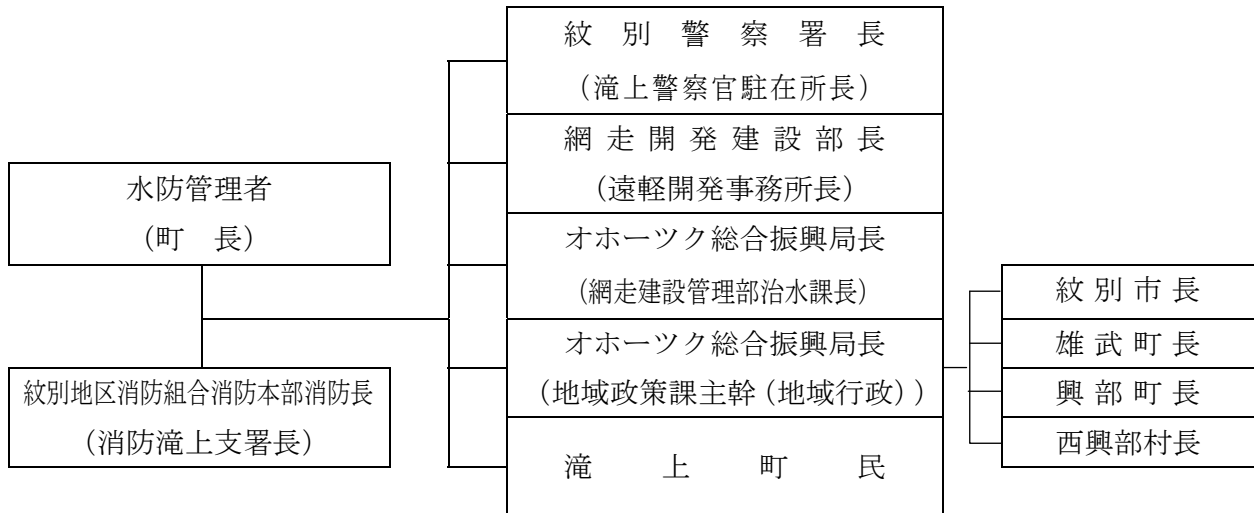 水防管理者
(町 長)
紋別地区消防組合消防本部消防長
(消防滝上支署長)
紋別警察署長
(滝上警察官駐在所長)
網走開発建設部長
(遠軽開発事務所長)
オホーツク総合振興局長
(網走建設管理部治水課長)
オホーツク総合振興局長
(地域政策課主幹(地域行政))
滝上町民
紋別市長
雄武町長
興部町長
西興部村長